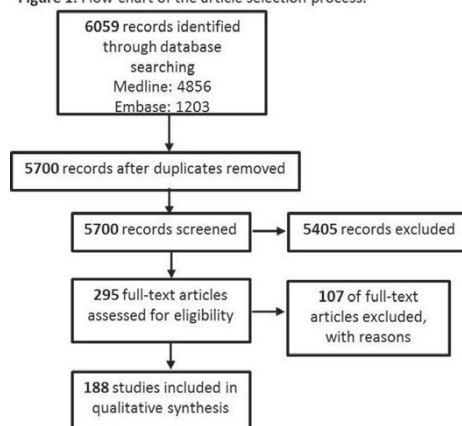 Figure 1. Flow chart of the article selection process.
6059 records identified
through database
searching
Medline: 4856
Embase: 1203
5700 records after duplicates removed
5700 records screened
5405 records excluded
295 full-text articles
assessed for eligibility
107 of full-text
articles excluded,
with reasons
188 studies included in
qualitative synthesis